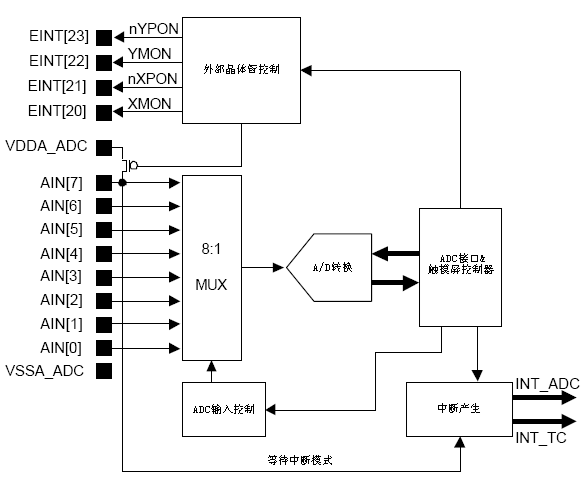 EINT[23]
nYPON
EINT[22]
YMON
EINT[21]
nXPON
EINT[20]
XMON
外部晶体管控制
VDDA_ADC
AIN[7]
AIN[6]
AIN[5]
AIN[4]
AIN[3]
AIN[2]
AIN[1]
AIN[0]
VSSA_ADC
8:1
MUX
A/D转换
ADC接口&
触摸屏控制器
ADC输入控制
中断产生
INT_ADC
INT_TC
等待中断模式